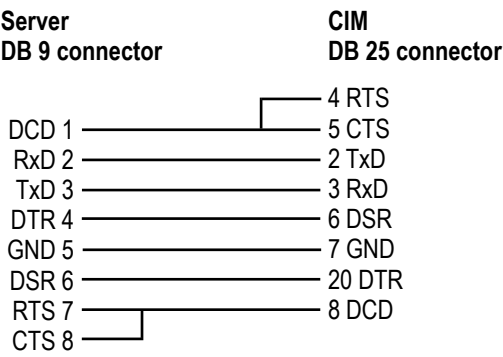 Server CIM
DB 9 connector DB 25 connector
4 RTS
DCD 1 5 CTS
RxD 2 2 TxD
TxD 3 3 RxD
DTR 4 6 DSR
GND 5 7 GND
DSR 6 20 DTR
RTS 7 8 DCD
CTS 8